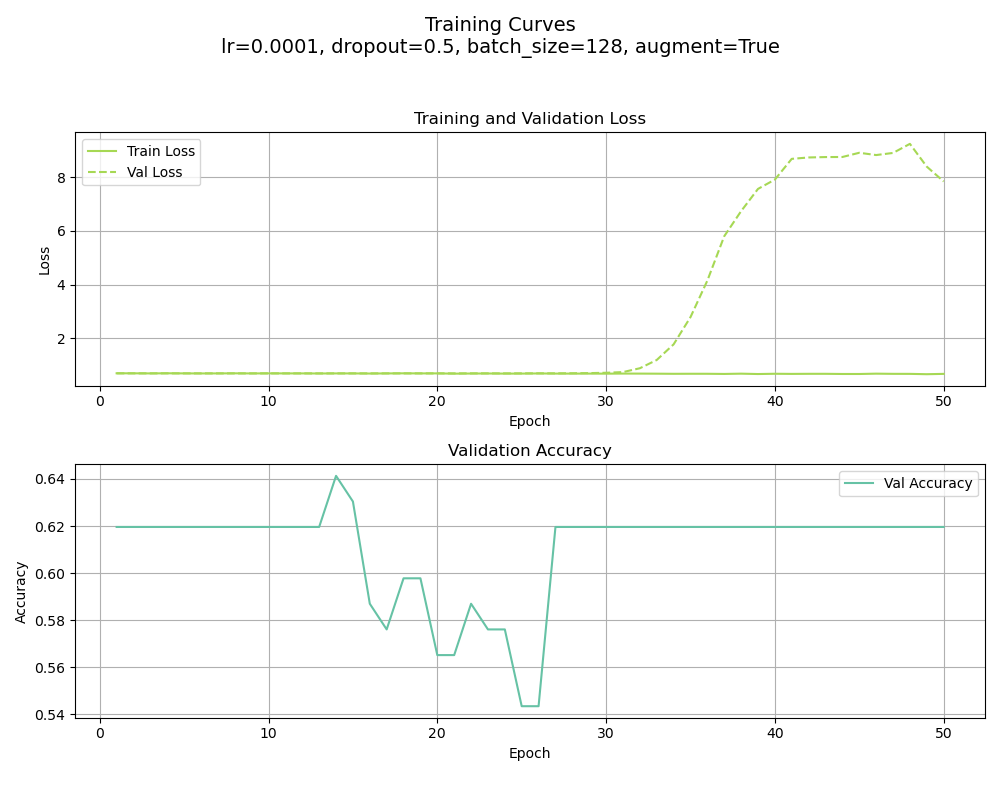 Training Curves
lr=0.0001, dropout=0.5, batch_size=128, augment=True
Training and Validation Loss
Train Loss
Val Loss
8
6
4
2
Loss
0 10 20 30 40 50
Epoch
Validation Accuracy
Val Accuracy
0.64
0.62
0.60
0.58
0.56
0.54
Accuracy
0 10 20 30 40 50
Epoch